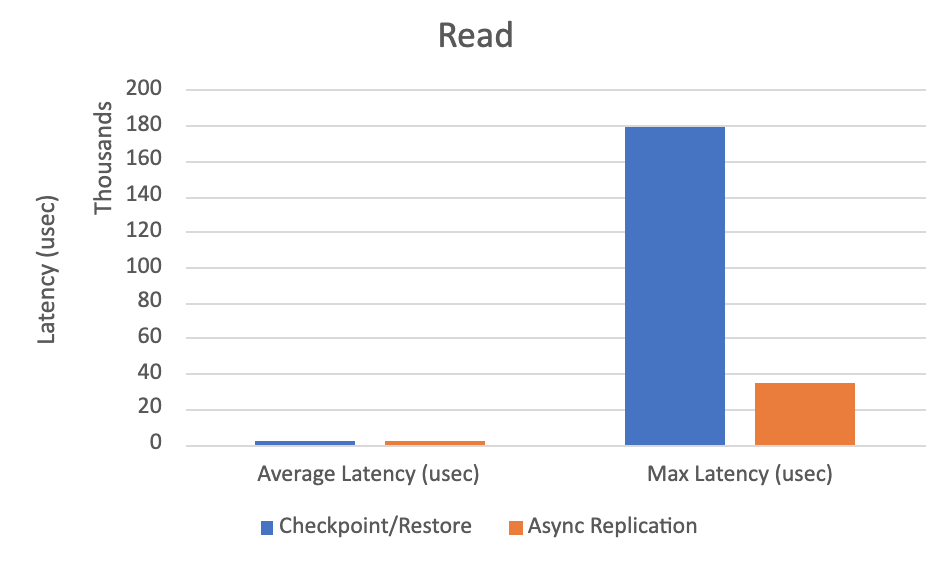 Read
Latency (usec)
Thousands
200
180
160
140
120
100
80
60
40
20
0
Average Latency (usec)
Max Latency (usec)
Checkpoint/Restore
Async Replication